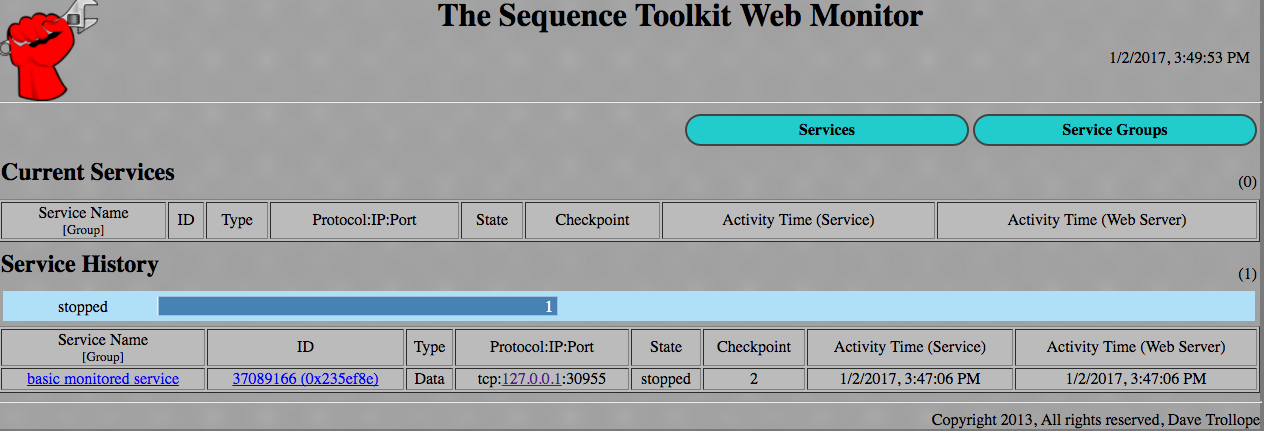 The Sequence Toolkit Web Monitor
1/2/2017, 3:49:53 PM
Services Service Groups
Current Services
(0)
Service Name ID Type Protocol:IP:Port State Checkpoint Activity Time (Service) Activity Time (Web Server)
[Group]
Service History
(1)
stopped 1
Service Name ID Type Protocol:IP:Port State Checkpoint Activity Time (Service) Activity Time (Web Server)
[Group]
basic monitored service 37089166 (0x235ef8e) Data tcp:127.0.0.1:30955 stopped 2 1/2/2017, 3:47:06 PM 1/2/2017, 3:47:06 PM
Copyright 2013, All rights reserved, Dave Trollope